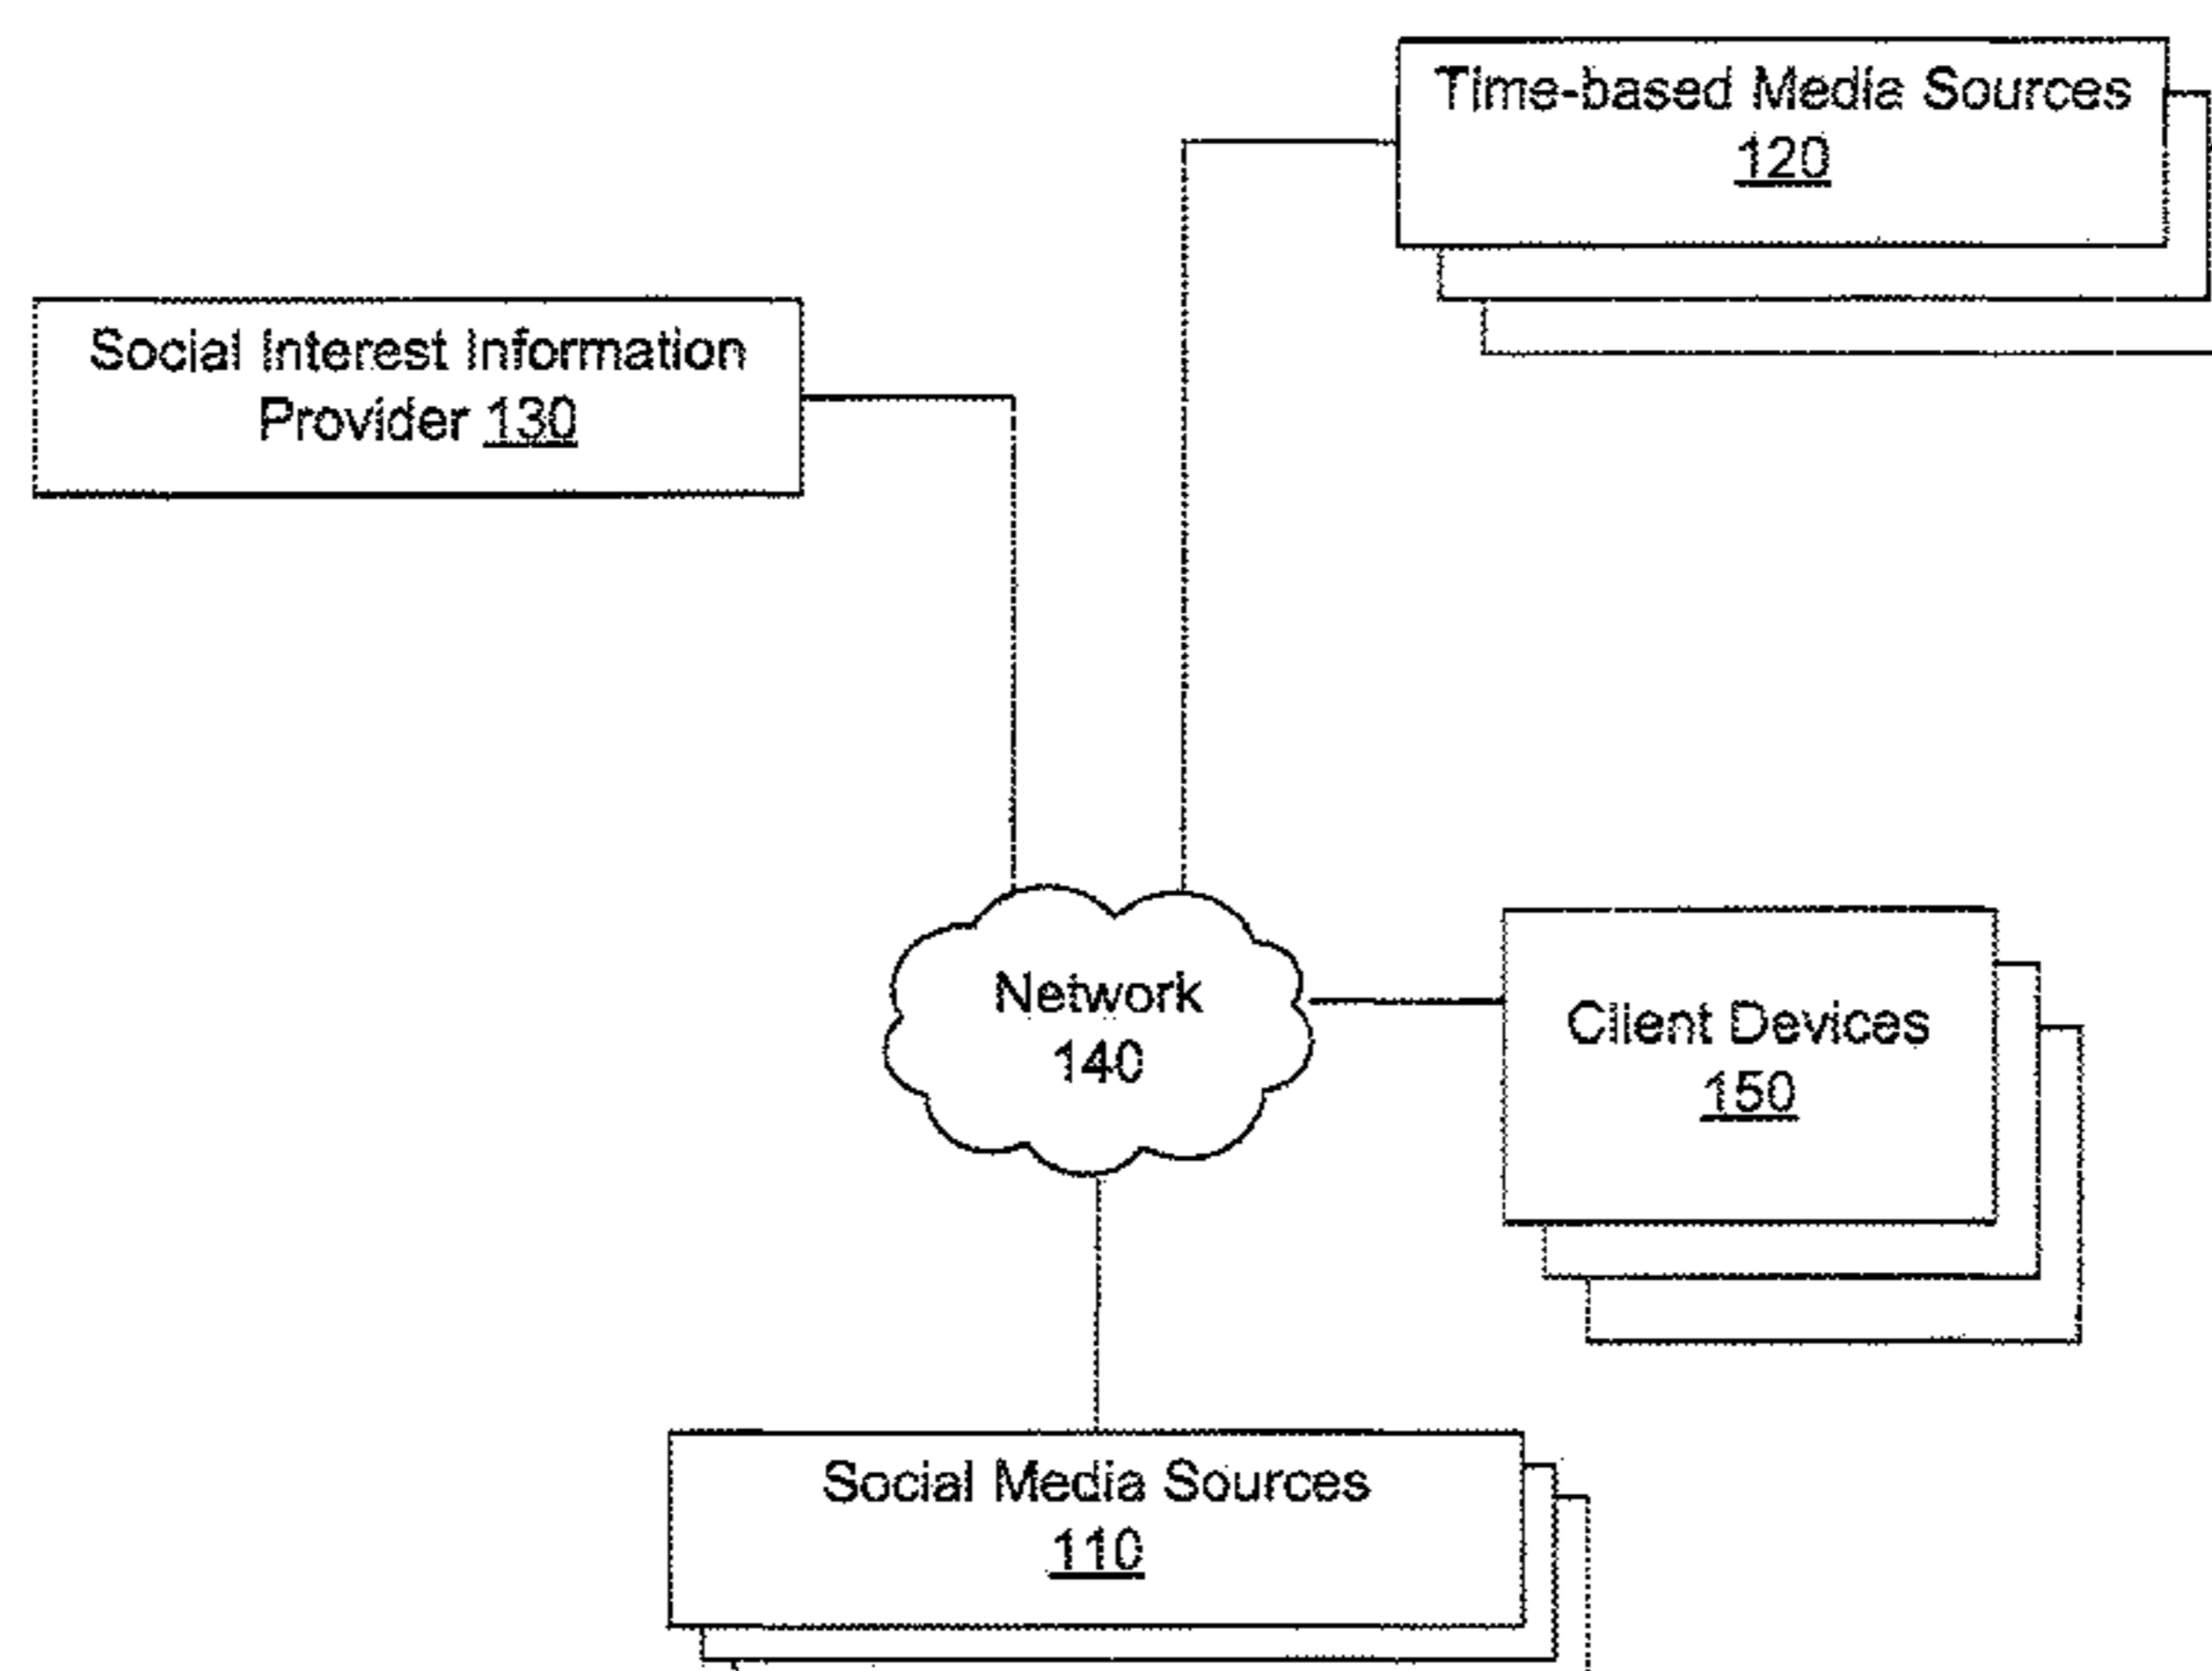 Time-based Media Sources
120
Social Interest Information
Provider 130
Network
140
Client Devices
150
Social Media Sources
110